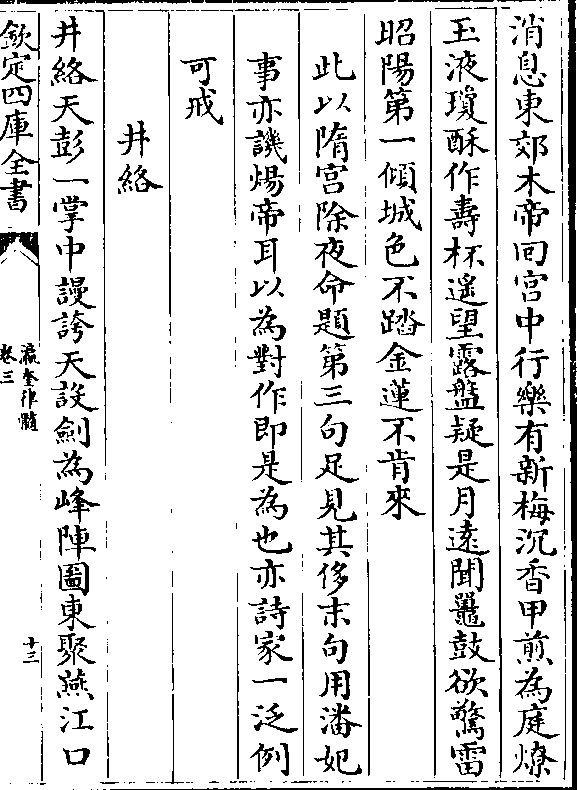 消息東郊木帝回宮中行樂有新梅沉香甲煎為庭燎
玉液瓊酥作壽杯遥望露盤疑是月遠聞鼉鼓欲驚雷
昭陽第一傾城色不踏金蓮不肯來
此以隋宮除夜命題第三句足見其侈末句用潘妃
事亦譏煬帝耳以為對作即是為也亦詩家一泛例
可戒
井絡
井絡天彭一掌中謾誇天設劍為峰陣圖東聚燕江口
欽定四庫全書
瀛奎律髓
卷三
十三